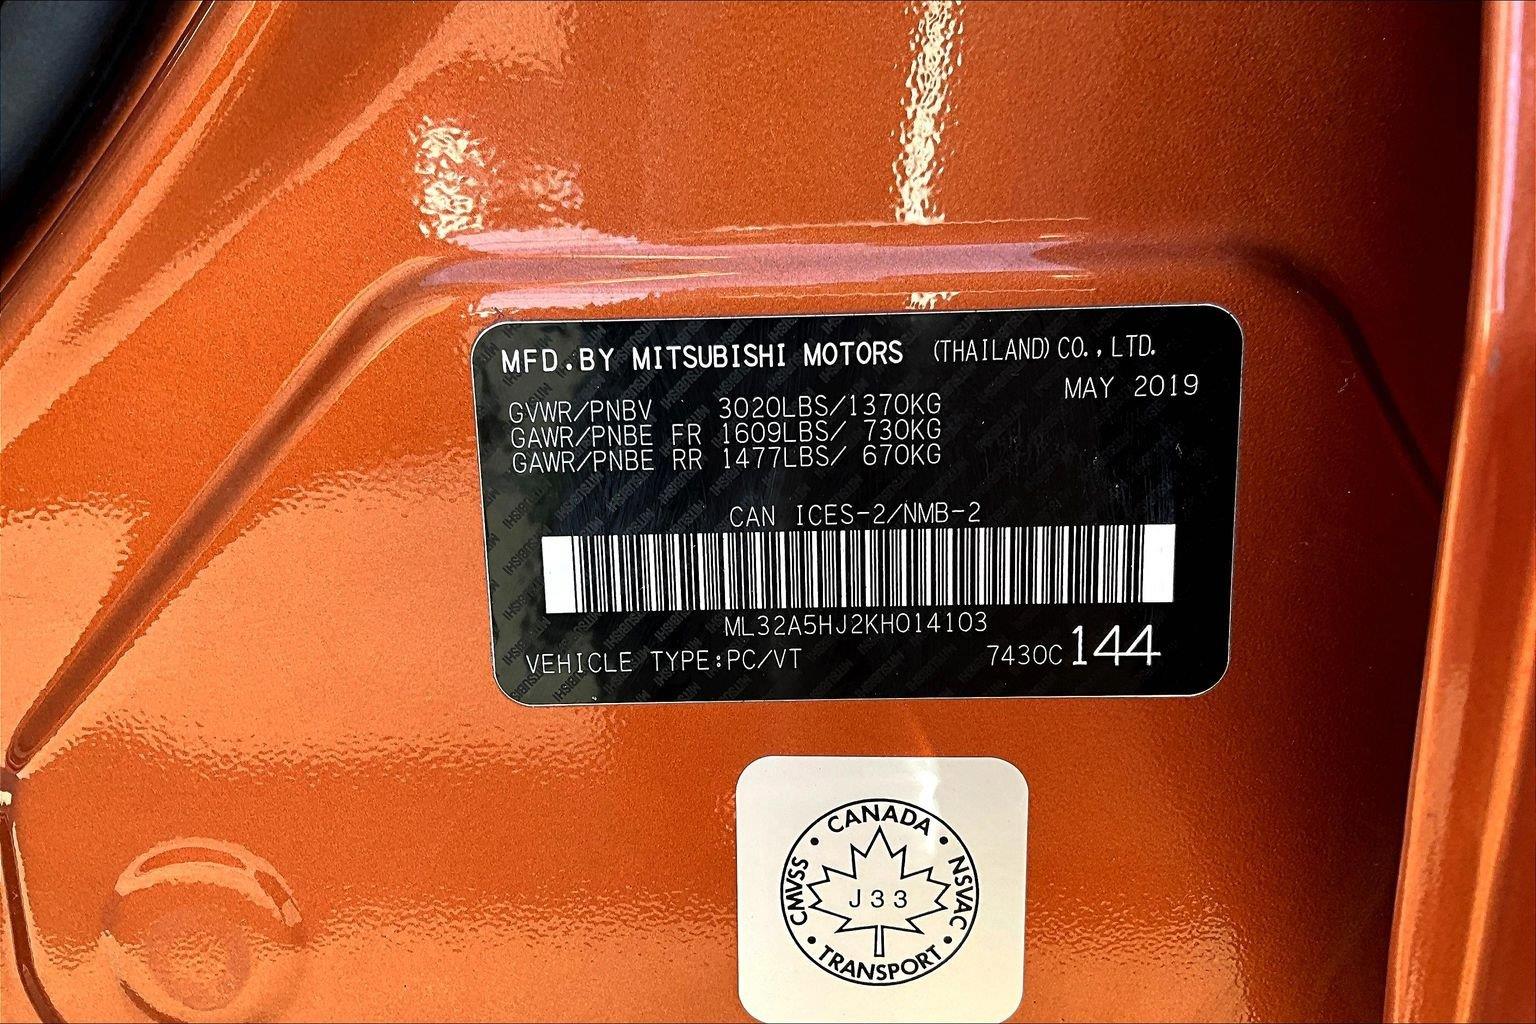 MFD.BY MITSUBISHI MOTORS (THAILAND) CO.,LTD.
MAY 2019
GVWR/PNBV 3020LBS/1370KG
GAWR/PNBE FR 1609LBS/ 730KG
GAWR/PNBE RR 1477LBS/ 670KG
CAN ICES-2/NMB-2
ML32A5HJ2KH014103
VEHICLE TYPE:PC/VT 7430C 144
CANADA
CMVSS J33 NSVAC
TRANSPORT